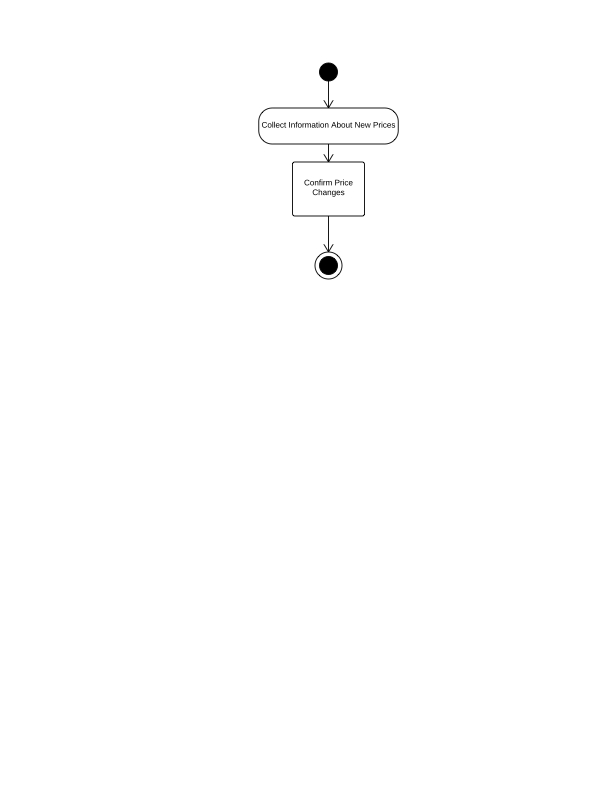 Collect Information About New Prices
Confirm Price
Changes